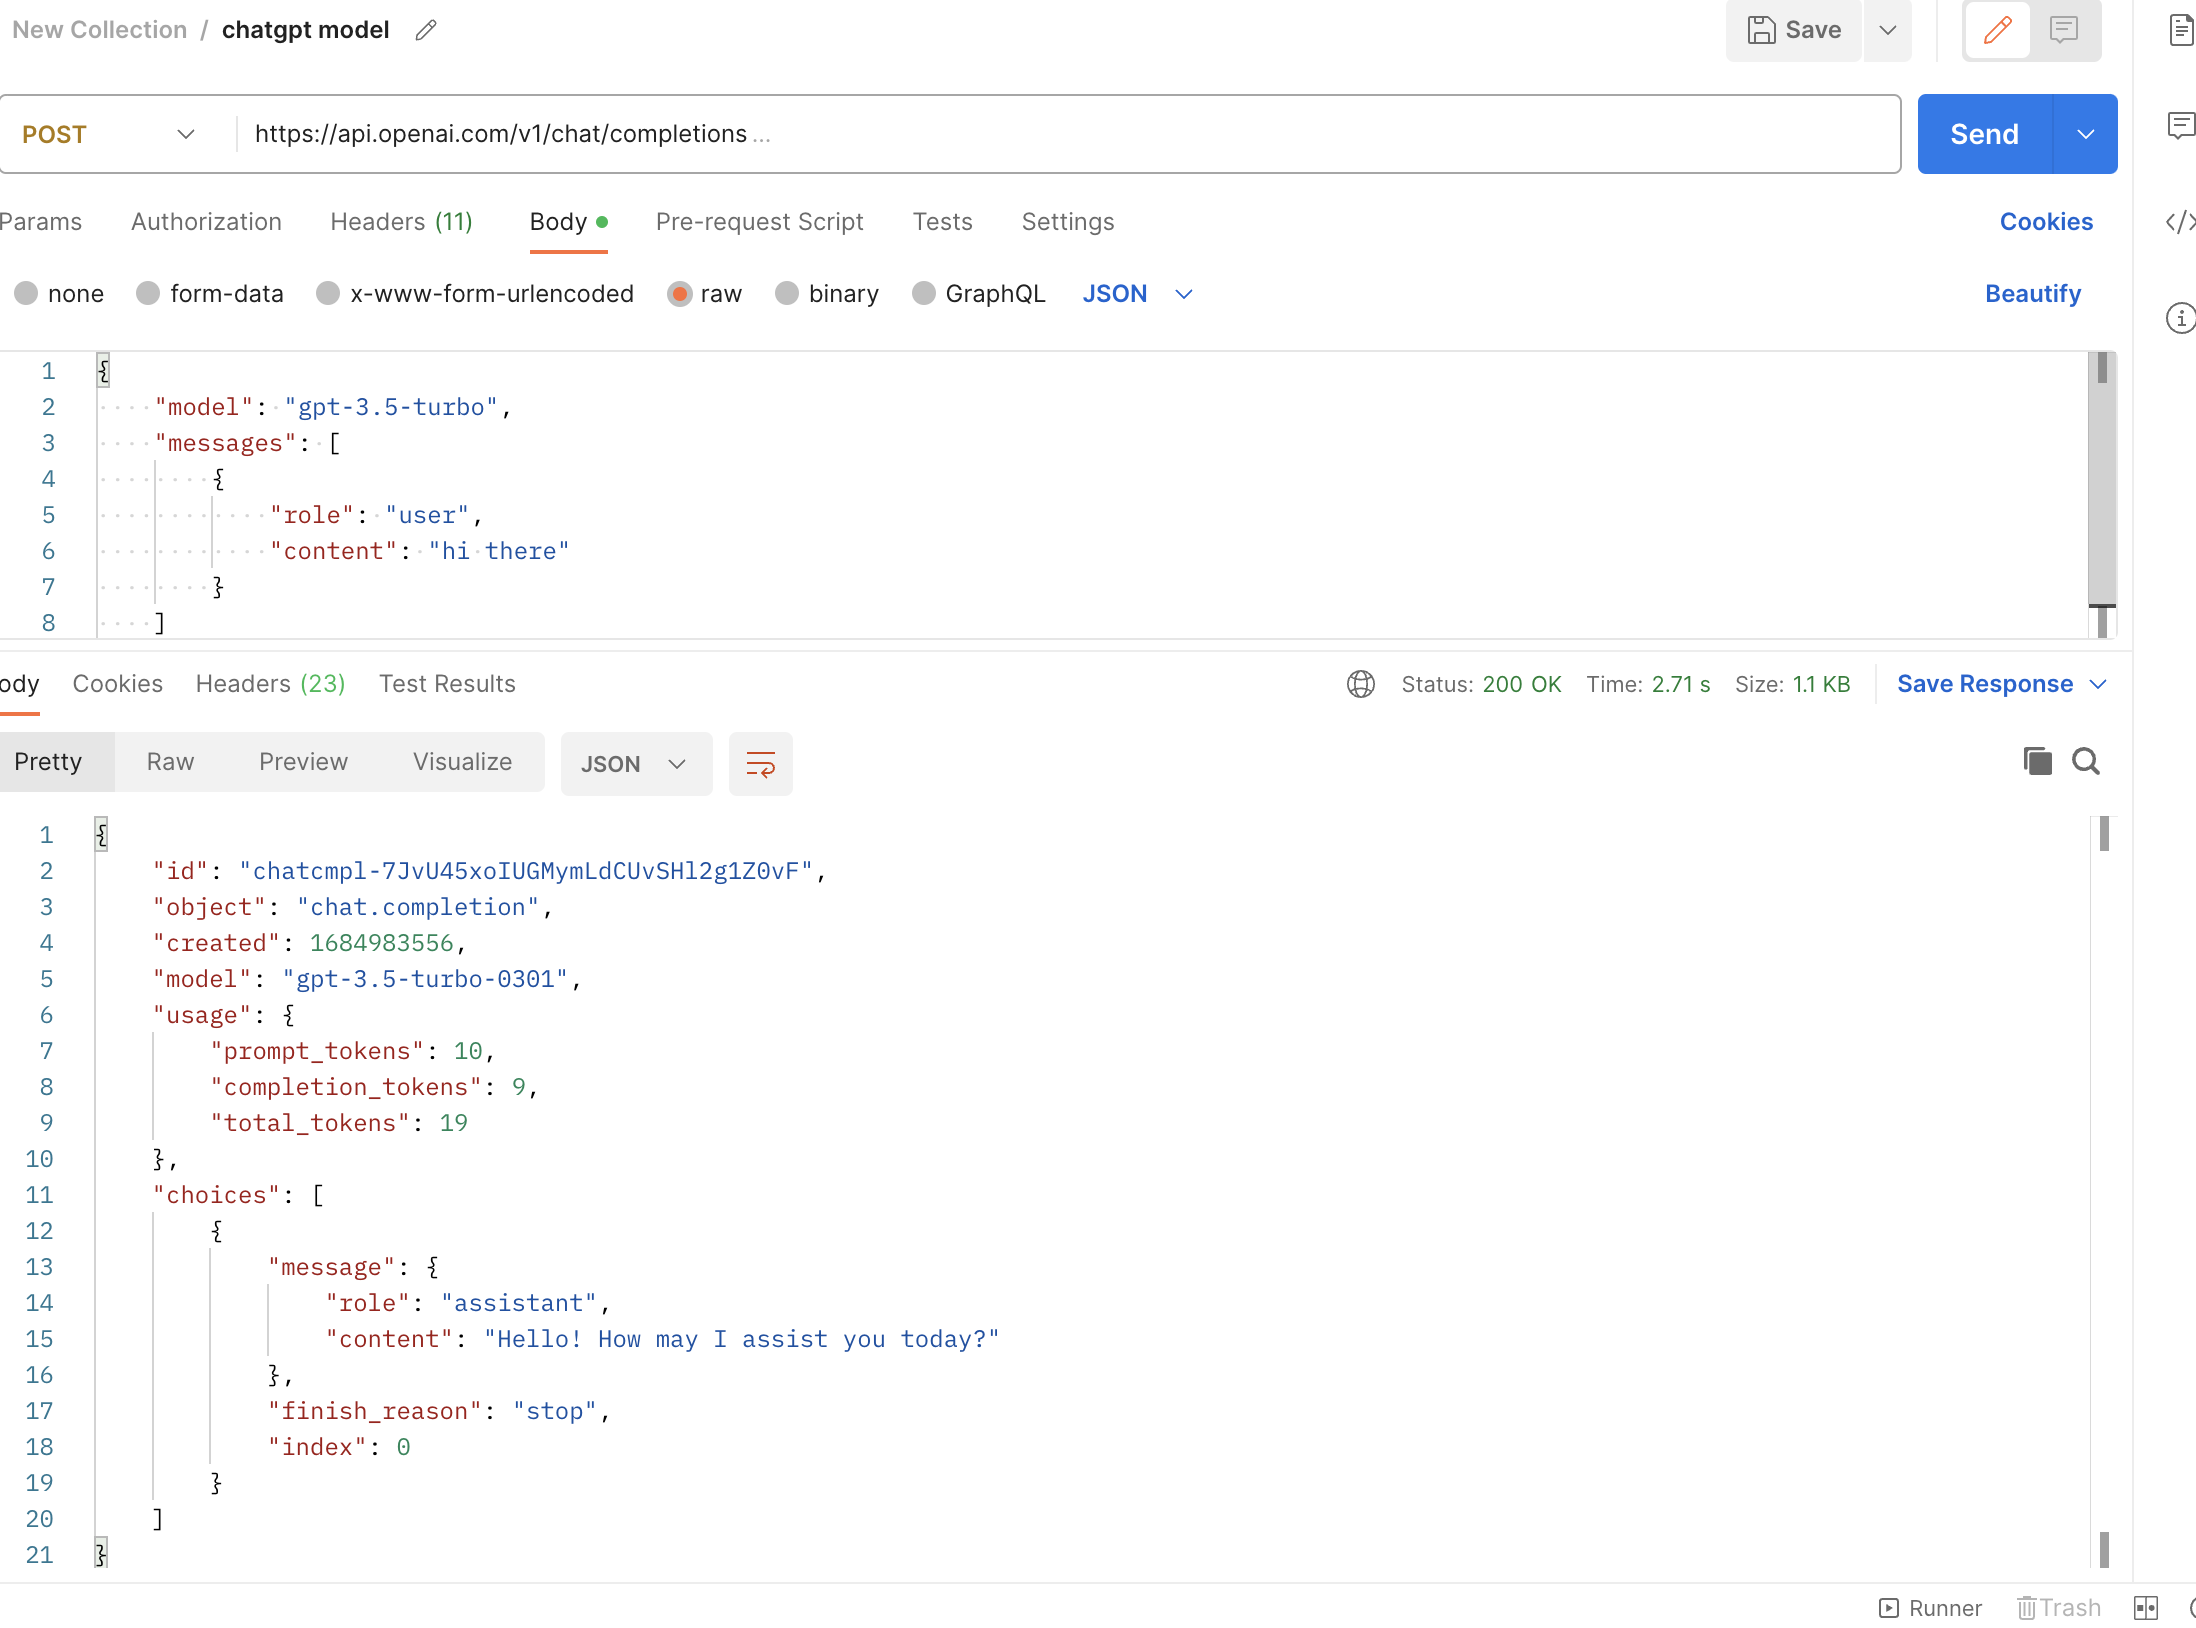 New Collection / chatgpt model
Save
POST https://api.openai.com/v1/chat/completions ...
Send
Params Authorization Headers (11) Body Pre-request Script Tests Settings Cookies
none form-data x-www-form-urlencoded raw binary GraphQL JSON Beautify
1 {
2 "model": "gpt-3.5-turbo",
3 "messages": [
4 {
5 "role": "user",
6 "content": "hi there"
7 }
8 ]
ody Cookies Headers (23) Test Results Status: 200 OK Time: 2.71 s Size: 1.1 KB Save Response
Pretty Raw Preview Visualize JSON
1 {
2 "id": "chatcmpl-7JvU45xoIUGMymLdCUvSHl2g1Z0vF",
3 "object": "chat.completion",
4 "created": 1684983556,
5 "model": "gpt-3.5-turbo-0301",
6 "usage": {
7 "prompt_tokens": 10,
8 "completion_tokens": 9,
9 "total_tokens": 19
10 },
11 "choices": [
12 {
13 "message": {
14 "role": "assistant",
15 "content": "Hello! How may I assist you today?"
16 },
17 "finish_reason": "stop",
18 "index": 0
19 }
20 ]
21 }
Runner Trash